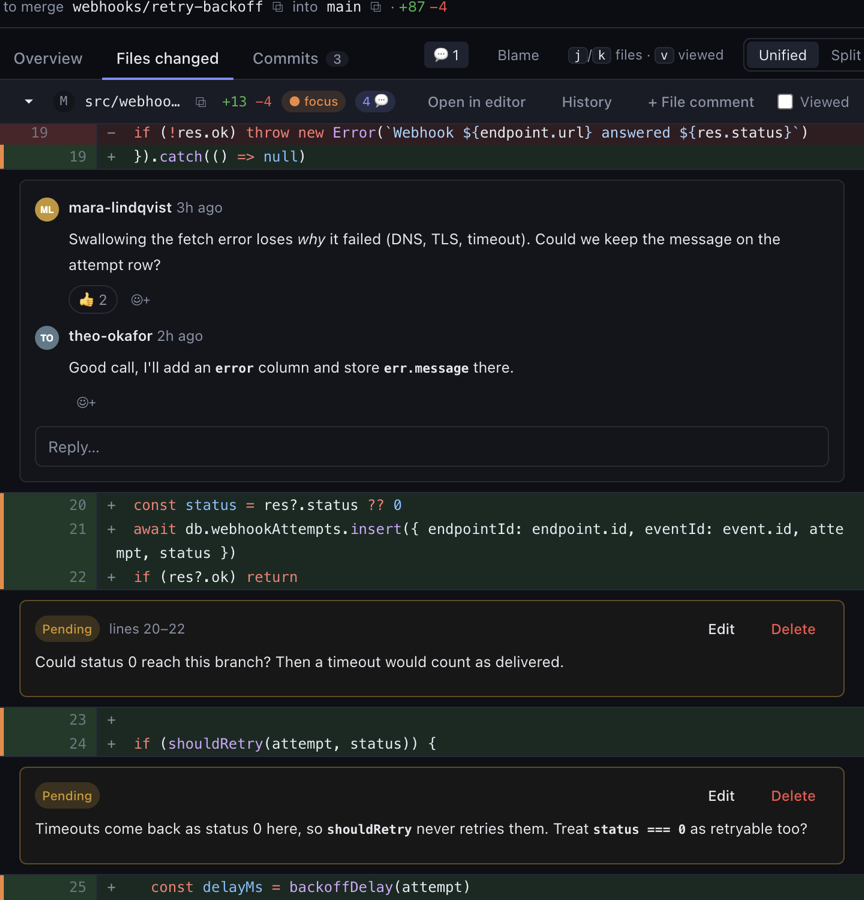 to merge webhooks/retry-backoff into main · +87 −4
Overview Files changed Commits 3 💬 1 Blame j/k files · v viewed Unified Split
M src/webhoo… +13 −4 focus 4 💬 Open in editor History + File comment Viewed
19 − if (!res.ok) throw new Error(`Webhook ${endpoint.url} answered ${res.status}`)
19 + }).catch(() => null)
ML mara-lindqvist 3h ago
Swallowing the fetch error loses why it failed (DNS, TLS, timeout). Could we keep the message on the
attempt row?
👍 2
TO theo-okafor 2h ago
Good call, I'll add an error column and store err.message there.
Reply...
20 + const status = res?.status ?? 0
21 + await db.webhookAttempts.insert({ endpointId: endpoint.id, eventId: event.id, atte
mpt, status })
22 + if (res?.ok) return
Pending lines 20–22 Edit Delete
Could status 0 reach this branch? Then a timeout would count as delivered.
23 +
24 + if (shouldRetry(attempt, status)) {
Pending Edit Delete
Timeouts come back as status 0 here, so shouldRetry never retries them. Treat status === 0 as retryable too?
25 + const delayMs = backoffDelay(attempt)